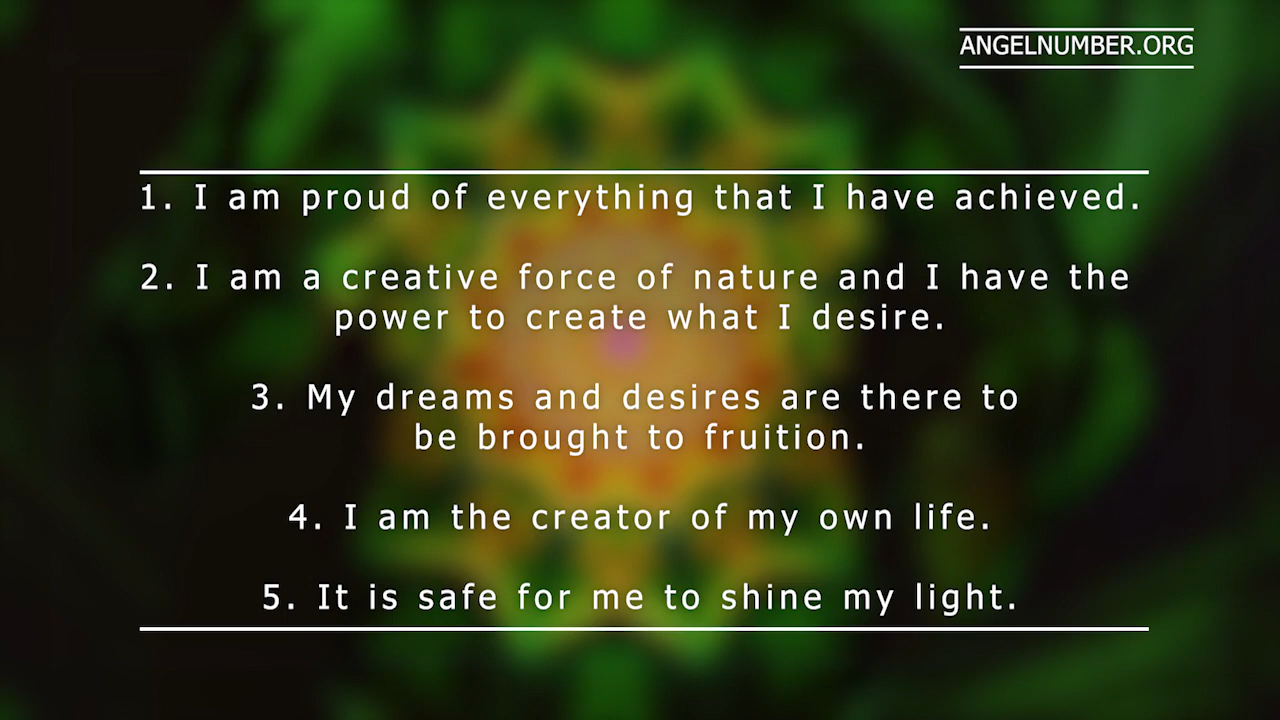 ANGELNUMBER.ORG
1. I am proud of everything that I have achieved.
2. I am a creative force of nature and I have the
power to create what I desire.
3. My dreams and desires are there to
be brought to fruition.
4. I am the creator of my own life.
5. It is safe for me to shine my light.